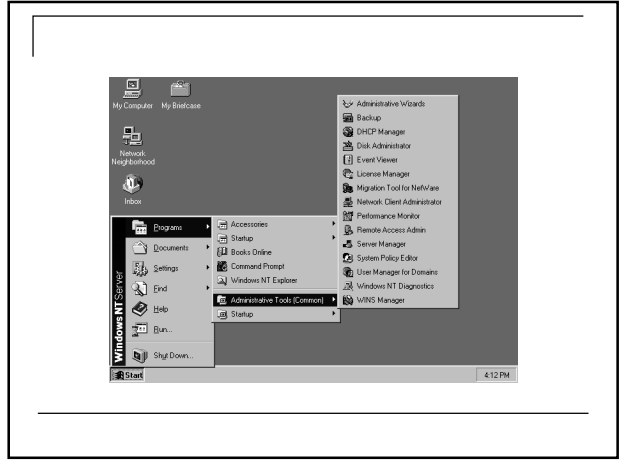 My Computer
My Briefcase
Network
Neighborhood
Inbox
Windows NT Server
Programs
Documents
Settings
Find
Help
Run...
Shut Down...
Accessories
Startup
Books Online
Command Prompt
Windows NT Explorer
Administrative Tools (Common)
Startup
Administrative Wizards
Backup
DHCP Manager
Disk Administrator
Event Viewer
License Manager
Migration Tool for NetWare
Network Client Administrator
Performance Monitor
Remote Access Admin
Server Manager
System Policy Editor
User Manager for Domains
Windows NT Diagnostics
WINS Manager
Start
4:12 PM